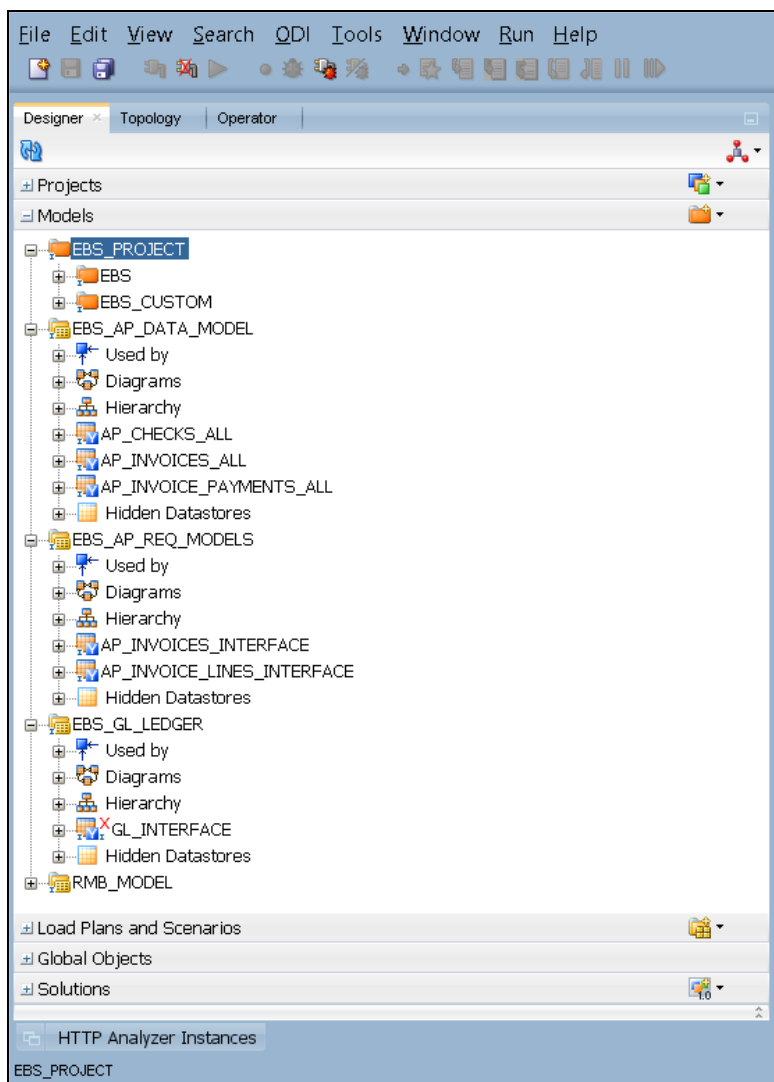 File Edit View Search ODI Tools Window Run Help
Designer Topology Operator
Projects
Models
EBS_PROJECT
EBS
EBS_CUSTOM
EBS_AP_DATA_MODEL
Used by
Diagrams
Hierarchy
AP_CHECKS_ALL
AP_INVOICES_ALL
AP_INVOICE_PAYMENTS_ALL
Hidden Datastores
EBS_AP_REQ_MODELS
Used by
Diagrams
Hierarchy
AP_INVOICES_INTERFACE
AP_INVOICE_LINES_INTERFACE
Hidden Datastores
EBS_GL_LEDGER
Used by
Diagrams
Hierarchy
GL_INTERFACE
Hidden Datastores
RMB_MODEL
Load Plans and Scenarios
Global Objects
Solutions
1.0
HTTP Analyzer Instances
EBS_PROJECT